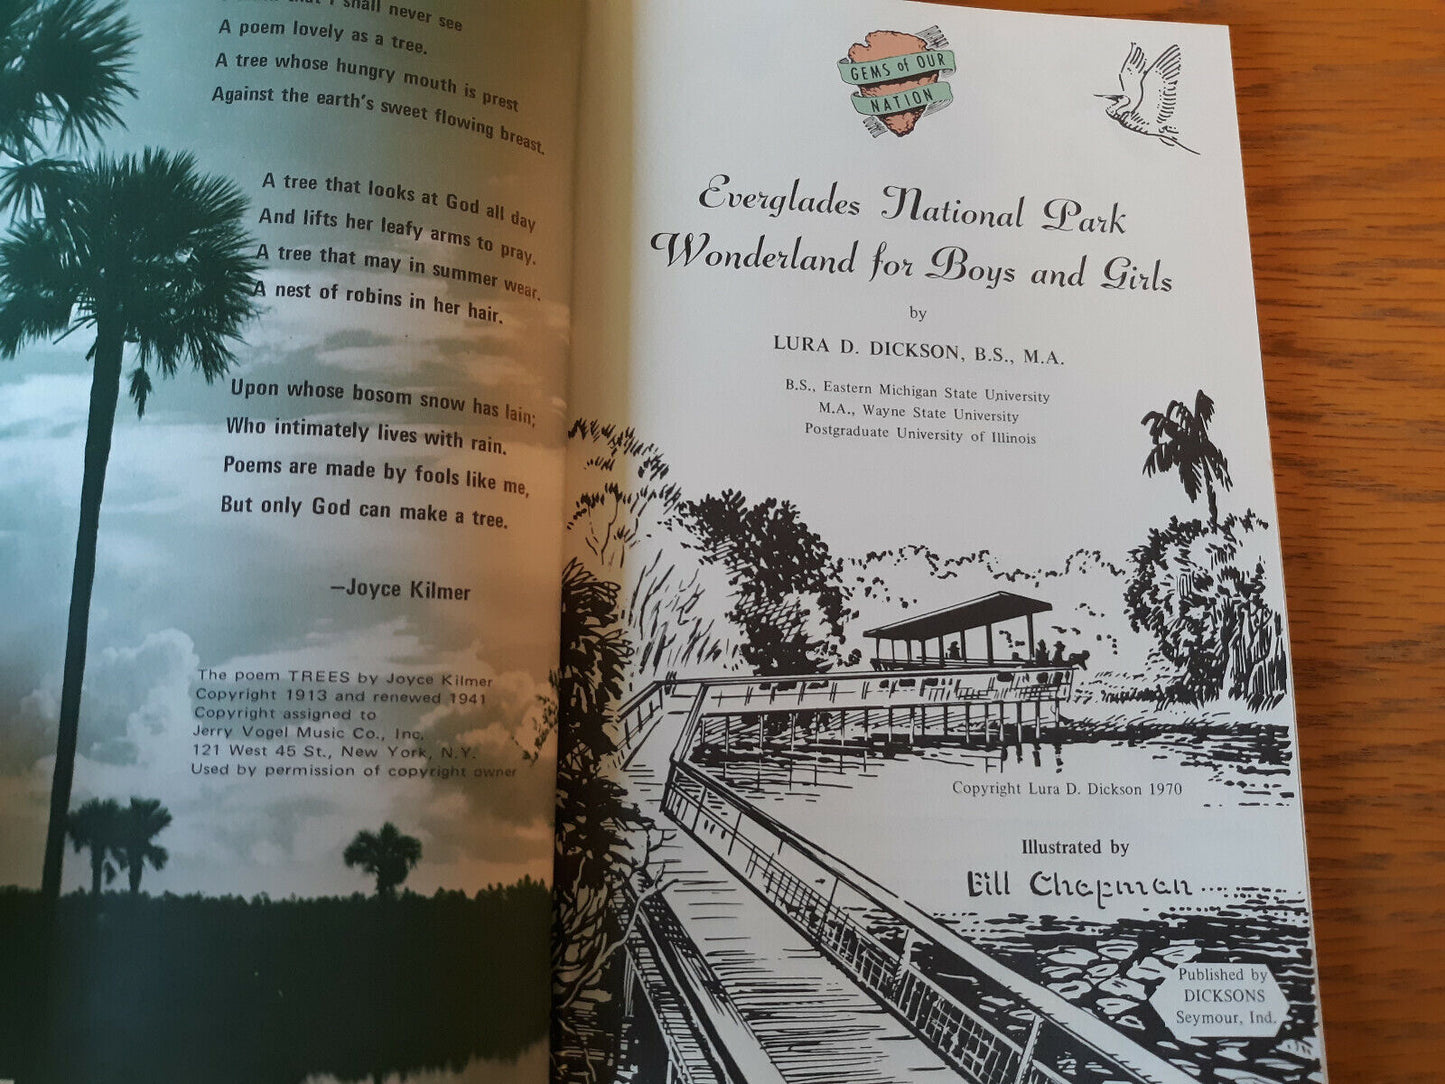 that I shall never see
A poem lovely as a tree.
A tree whose hungry mouth is prest
Against the earth's sweet flowing breast.
A tree that looks at God all day
And lifts her leafy arms to pray.
A tree that may in summer wear.
A nest of robins in her hair.
Upon whose bosom snow has lain;
Who intimately lives with rain.
Poems are made by fools like me,
But only God can make a tree.
—Joyce Kilmer
The poem TREES by Joyce Kilmer
Copyright 1913 and renewed 1941
Copyright assigned to
Jerry Vogel Music Co., Inc.
121 West 45 St., New York, N.Y.
Used by permission of copyright owner
GEMS of OUR
NATION
Everglades National Park
Wonderland for Boys and Girls
by
LURA D. DICKSON, B.S., M.A.
B.S., Eastern Michigan State University
M.A., Wayne State University
Postgraduate University of Illinois
Copyright Lura D. Dickson 1970
Illustrated by
Bill Chapman
Published by
DICKSONS
Seymour, Ind.